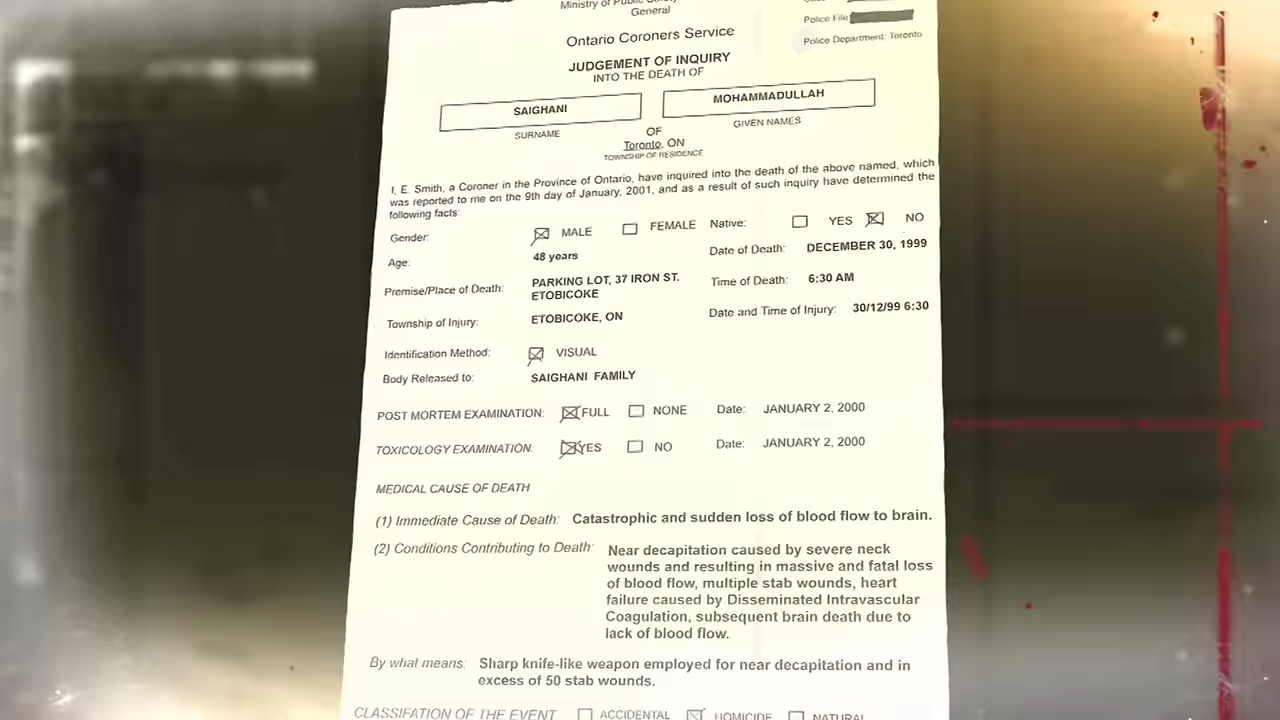 Ministry of Public Safety
General
Police File:
Police Department: Toronto
Ontario Coroners Service
JUDGEMENT OF INQUIRY
INTO THE DEATH OF
SAIGHANI MOHAMMADULLAH
SURNAME GIVEN NAMES
OF
Toronto, ON
TOWNSHIP OF RESIDENCE
I, E. Smith, a Coroner in the Province of Ontario, have inquired into the death of the above named, which
was reported to me on the 9th day of January, 2001, and as a result of such inquiry have determined the
following facts:
Gender: MALE FEMALE Native: YES NO
Age: 48 years Date of Death: DECEMBER 30, 1999
Premise/Place of Death: PARKING LOT, 37 IRON ST. Time of Death: 6:30 AM
ETOBICOKE
Township of Injury: ETOBICOKE, ON Date and Time of Injury: 30/12/99 6:30
Identification Method: VISUAL
Body Released to: SAIGHANI FAMILY
POST MORTEM EXAMINATION: FULL NONE Date: JANUARY 2, 2000
TOXICOLOGY EXAMINATION: YES NO Date: JANUARY 2, 2000
MEDICAL CAUSE OF DEATH
(1) Immediate Cause of Death: Catastrophic and sudden loss of blood flow to brain.
(2) Conditions Contributing to Death: Near decapitation caused by severe neck
wounds and resulting in massive and fatal loss
of blood flow, multiple stab wounds, heart
failure caused by Disseminated Intravascular
Coagulation, subsequent brain death due to
lack of blood flow.
By what means: Sharp knife-like weapon employed for near decapitation and in
excess of 50 stab wounds.
CLASSIFATION OF THE EVENT ACCIDENTAL HOMICIDE NATURAL